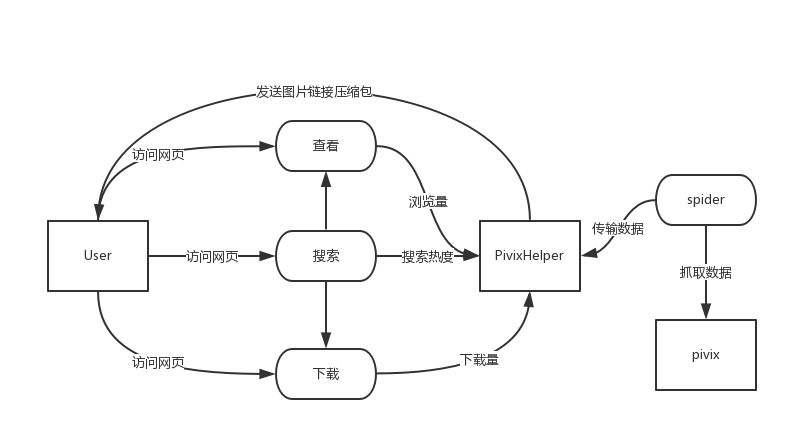 发送图片链接压缩包
访问网页
查看
浏览量
User
访问网页
搜索
搜索热度
PivixHelper
传输数据
spider
抓取数据
pivix
访问网页
下载
下载量